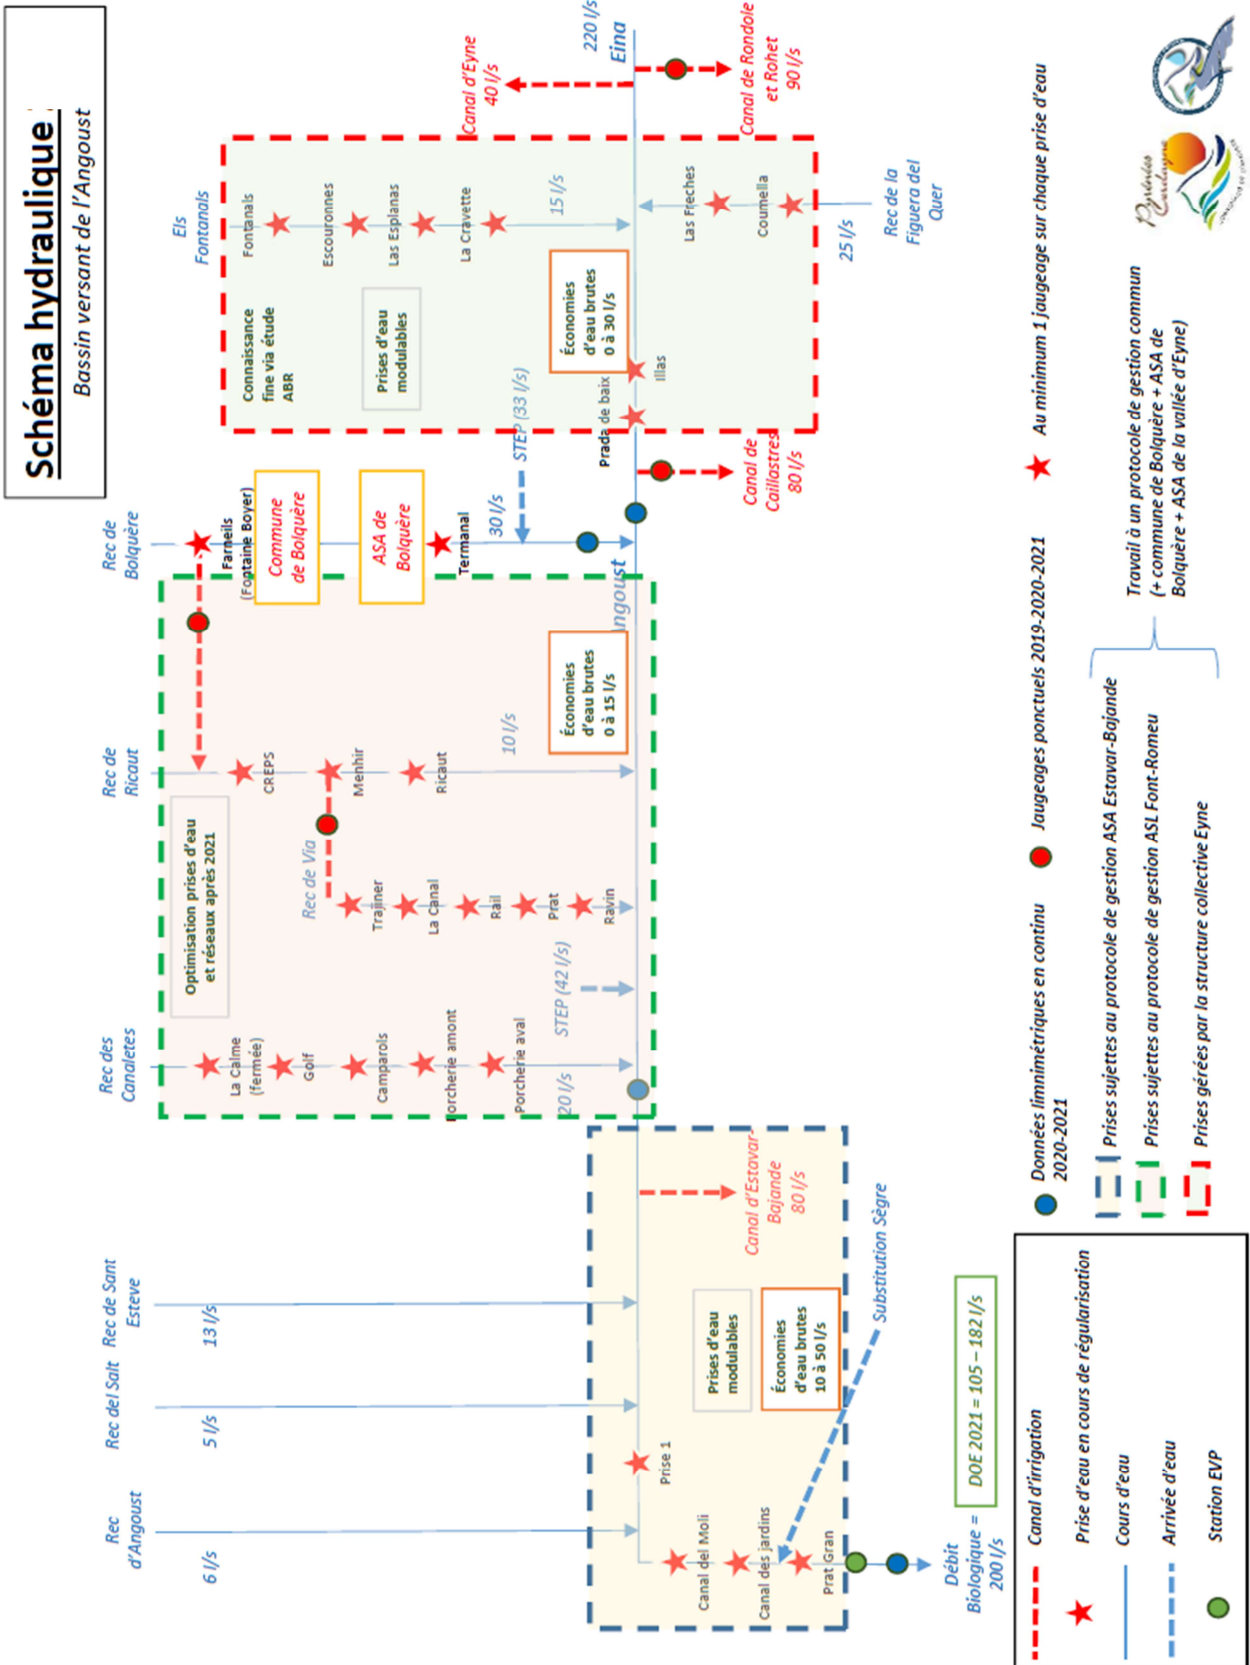 Schéma hydraulique
Bassin versant de l'Angoust
Rec
d'Angoust
6 l/s
Rec del Salt
5 l/s
Rec de Sant
Esteve
13 l/s
Rec des
Canaletes
La Calme
(fermée)
Golf
Camparols
Porcherie amont
Porcherie aval
20 l/s
STEP (42 l/s)
Optimisation prises d'eau
et réseaux après 2021
Rec de Via
Trajiner
La Canal
Rail
Prat
Ravin
Rec de
Ricaut
CREPS
Menhir
Ricaut
10 l/s
Économies
d'eau brutes
0 à 15 l/s
Rec de
Bolquère
Farneils
(Fontaine Boyer)
Commune
de Bolquère
ASA de
Bolquère
Termanal
30 l/s
STEP (33 l/s)
Angoust
Els
Fontanals
Connaissance
fine via étude
ABR
Fontanals
Escouronnes
Las Esplanas
La Cravette
15 l/s
Prises d'eau
modulables
Économies
d'eau brutes
0 à 30 l/s
Prada de baix
Illas
Las Freches
Coumella
25 l/s
Rec de la
Figuera del
Quer
Canal d'Eyne
40 l/s
220 l/s
Eina
Canal de Rondole
et Rohet
90 l/s
Canal de
Caillastres
80 l/s
Canal d'Estavar-
Bajande
80 l/s
Prises d'eau
modulables
Économies
d'eau brutes
10 à 50 l/s
Prise 1
Canal del Moli
Canal des jardins
Prat Gran
Substitution Sègre
Débit
Biologique =
200 l/s
DOE 2021 = 105 – 182 l/s
Canal d'irrigation
Prise d'eau en cours de régularisation
Cours d'eau
Arrivée d'eau
Station EVP
Données limnimétriques en continu
2020-2021
Jaugeages ponctuels 2019-2020-2021
Au minimum 1 jaugeage sur chaque prise d'eau
Prises sujettes au protocole de gestion ASA Estavar-Bajande
Prises sujettes au protocole de gestion ASL Font-Romeu
Prises gérées par la structure collective Eyne
Travail à un protocole de gestion commun
(+ commune de Bolquère + ASA de
Bolquère + ASA de la vallée d'Eyne)
Pyrénées
Cerdagne